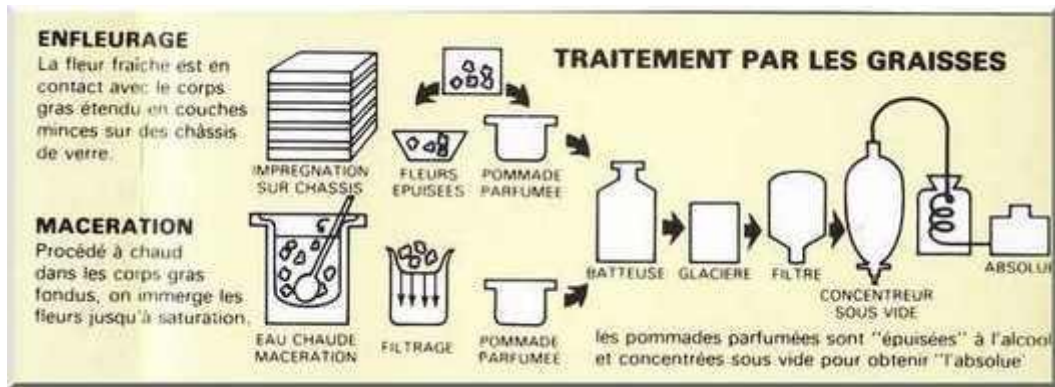 ENFLEURAGE
La fleur fraîche est en
contact avec le corps
gras étendu en couches
minces sur des châssis
de verre.
TRAITEMENT PAR LES GRAISSES
IMPREGNATION
SUR CHASSIS
FLEURS
EPUISEES
POMMADE
PARFUMEE
MACERATION
Procédé à chaud
dans les corps gras
fondus, on immerge les
fleurs jusqu'à saturation.
EAU CHAUDE
MACERATION
FILTRAGE
POMMADE
PARFUMEE
BATTEUSE
GLACIERE
FILTRE
CONCENTREUR
SOUS VIDE
ABSOLUE
les pommades parfumées sont "épuisées" à l'alcool
et concentrées sous vide pour obtenir "l'absolue